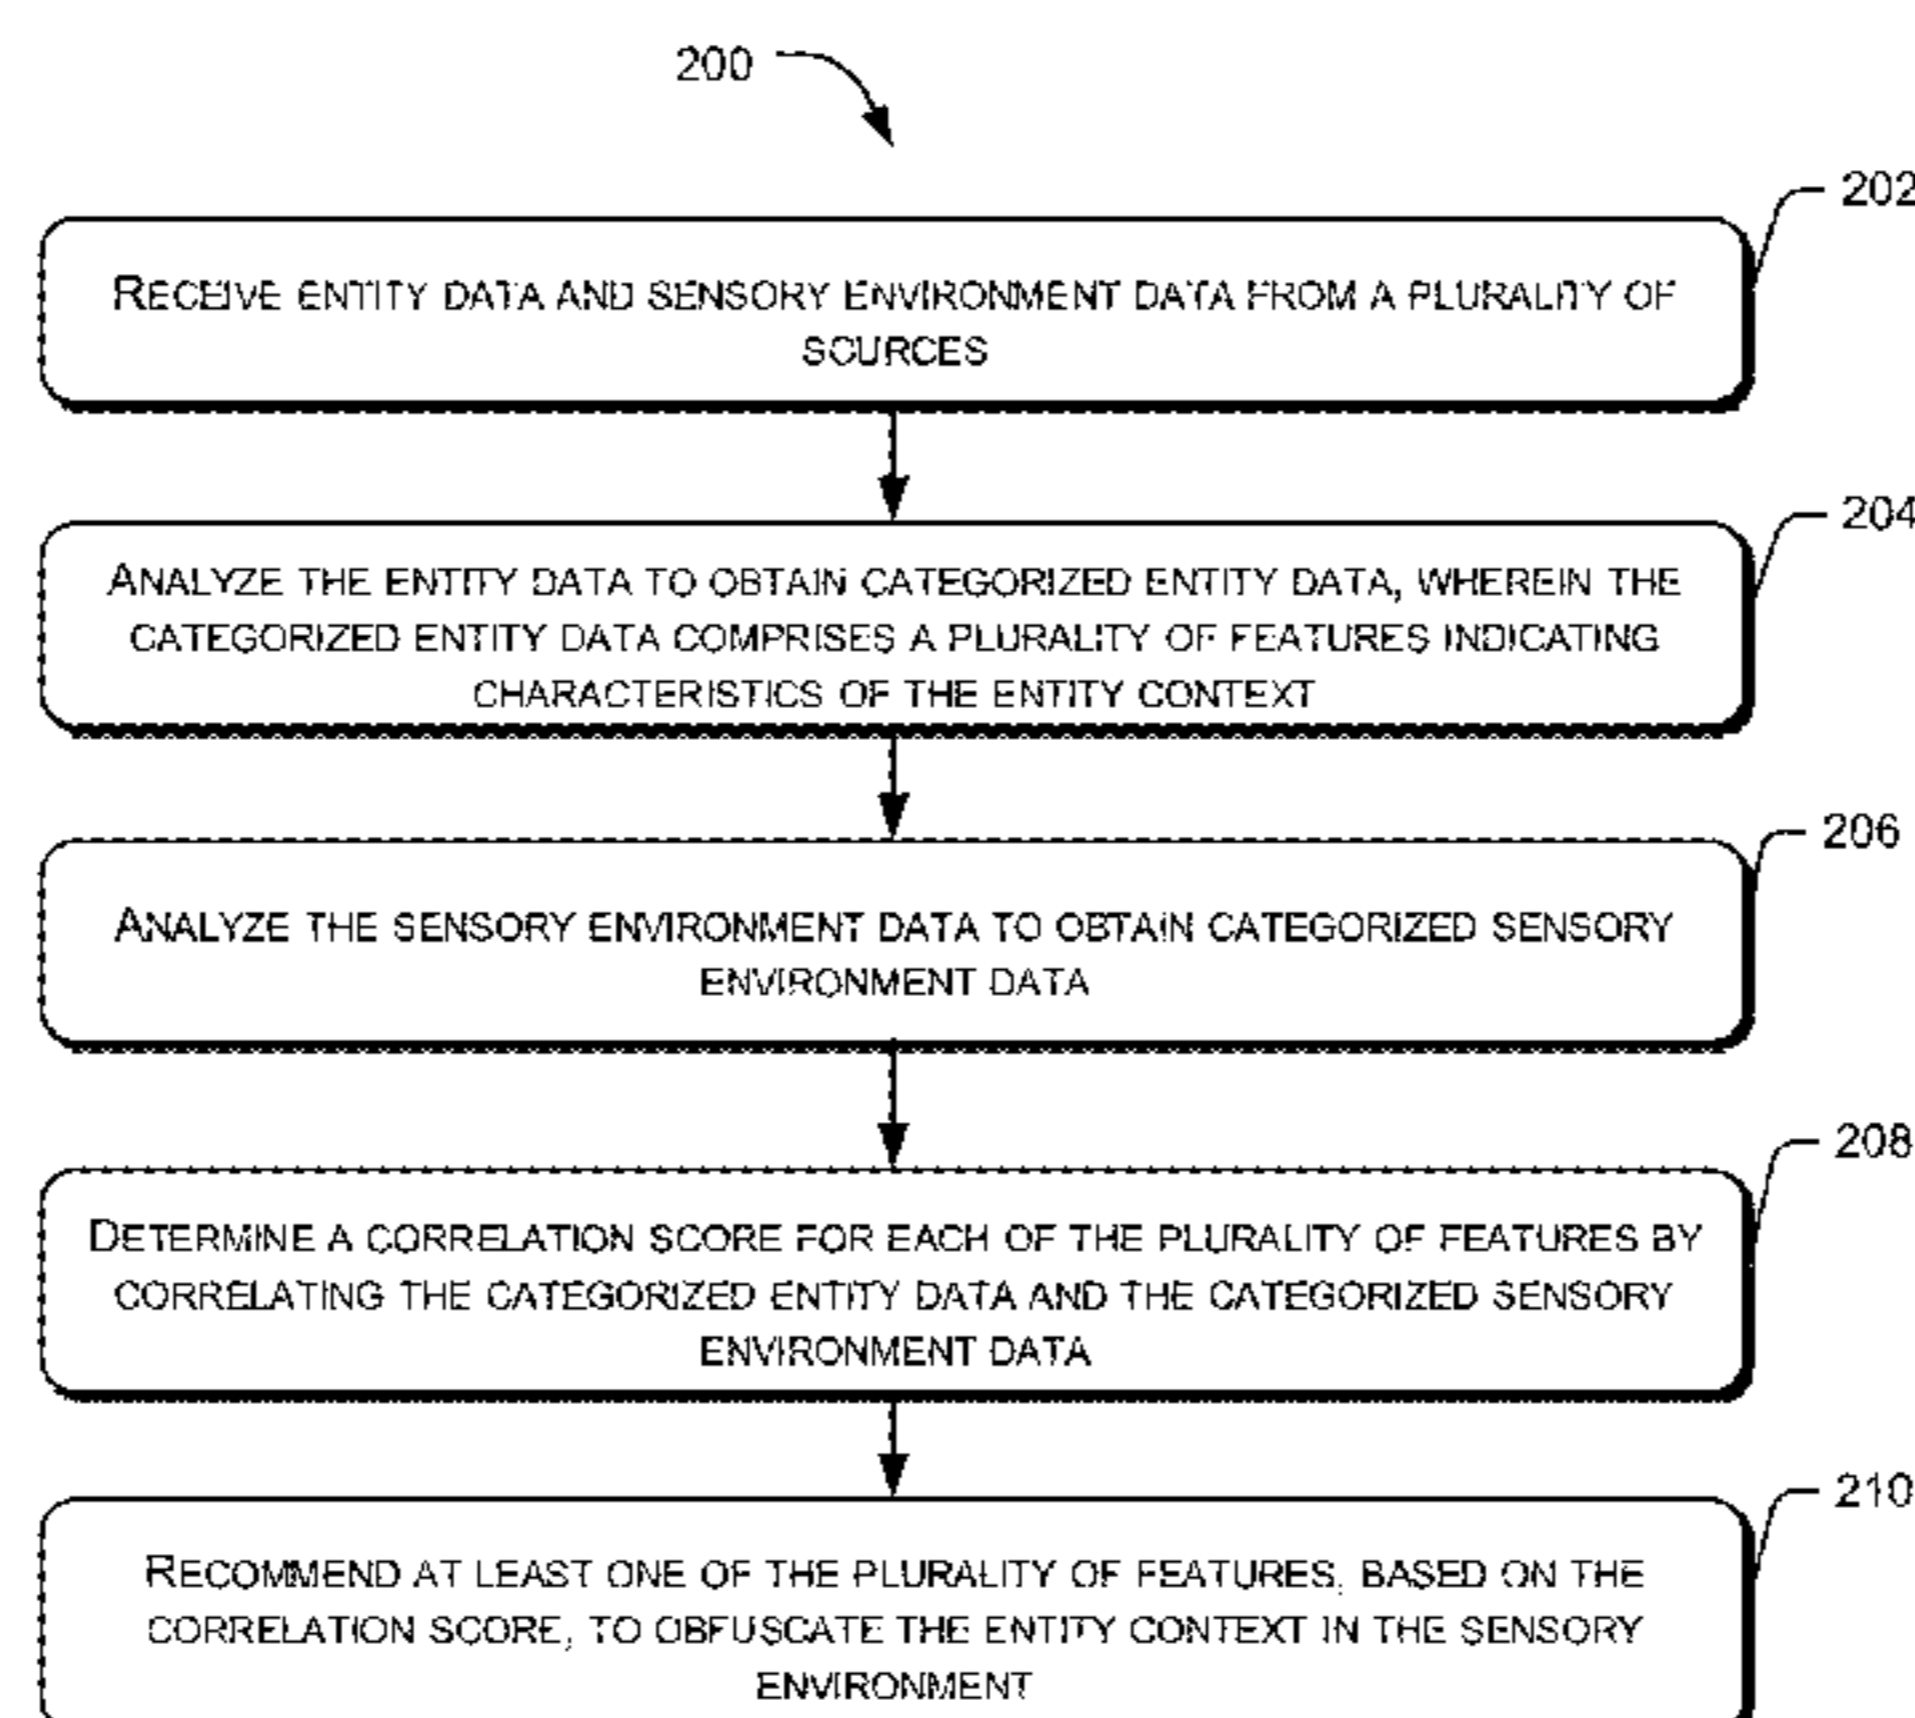 200
202
RECEIVE ENTITY DATA AND SENSORY ENVIRONMENT DATA FROM A PLURALITY OF
SOURCES
204
ANALYZE THE ENTITY DATA TO OBTAIN CATEGORIZED ENTITY DATA, WHEREIN THE
CATEGORIZED ENTITY DATA COMPRISES A PLURALITY OF FEATURES INDICATING
CHARACTERISTICS OF THE ENTITY CONTEXT
206
ANALYZE THE SENSORY ENVIRONMENT DATA TO OBTAIN CATEGORIZED SENSORY
ENVIRONMENT DATA
208
DETERMINE A CORRELATION SCORE FOR EACH OF THE PLURALITY OF FEATURES BY
CORRELATING THE CATEGORIZED ENTITY DATA AND THE CATEGORIZED SENSORY
ENVIRONMENT DATA
210
RECOMMEND AT LEAST ONE OF THE PLURALITY OF FEATURES, BASED ON THE
CORRELATION SCORE, TO OBFUSCATE THE ENTITY CONTEXT IN THE SENSORY
ENVIRONMENT